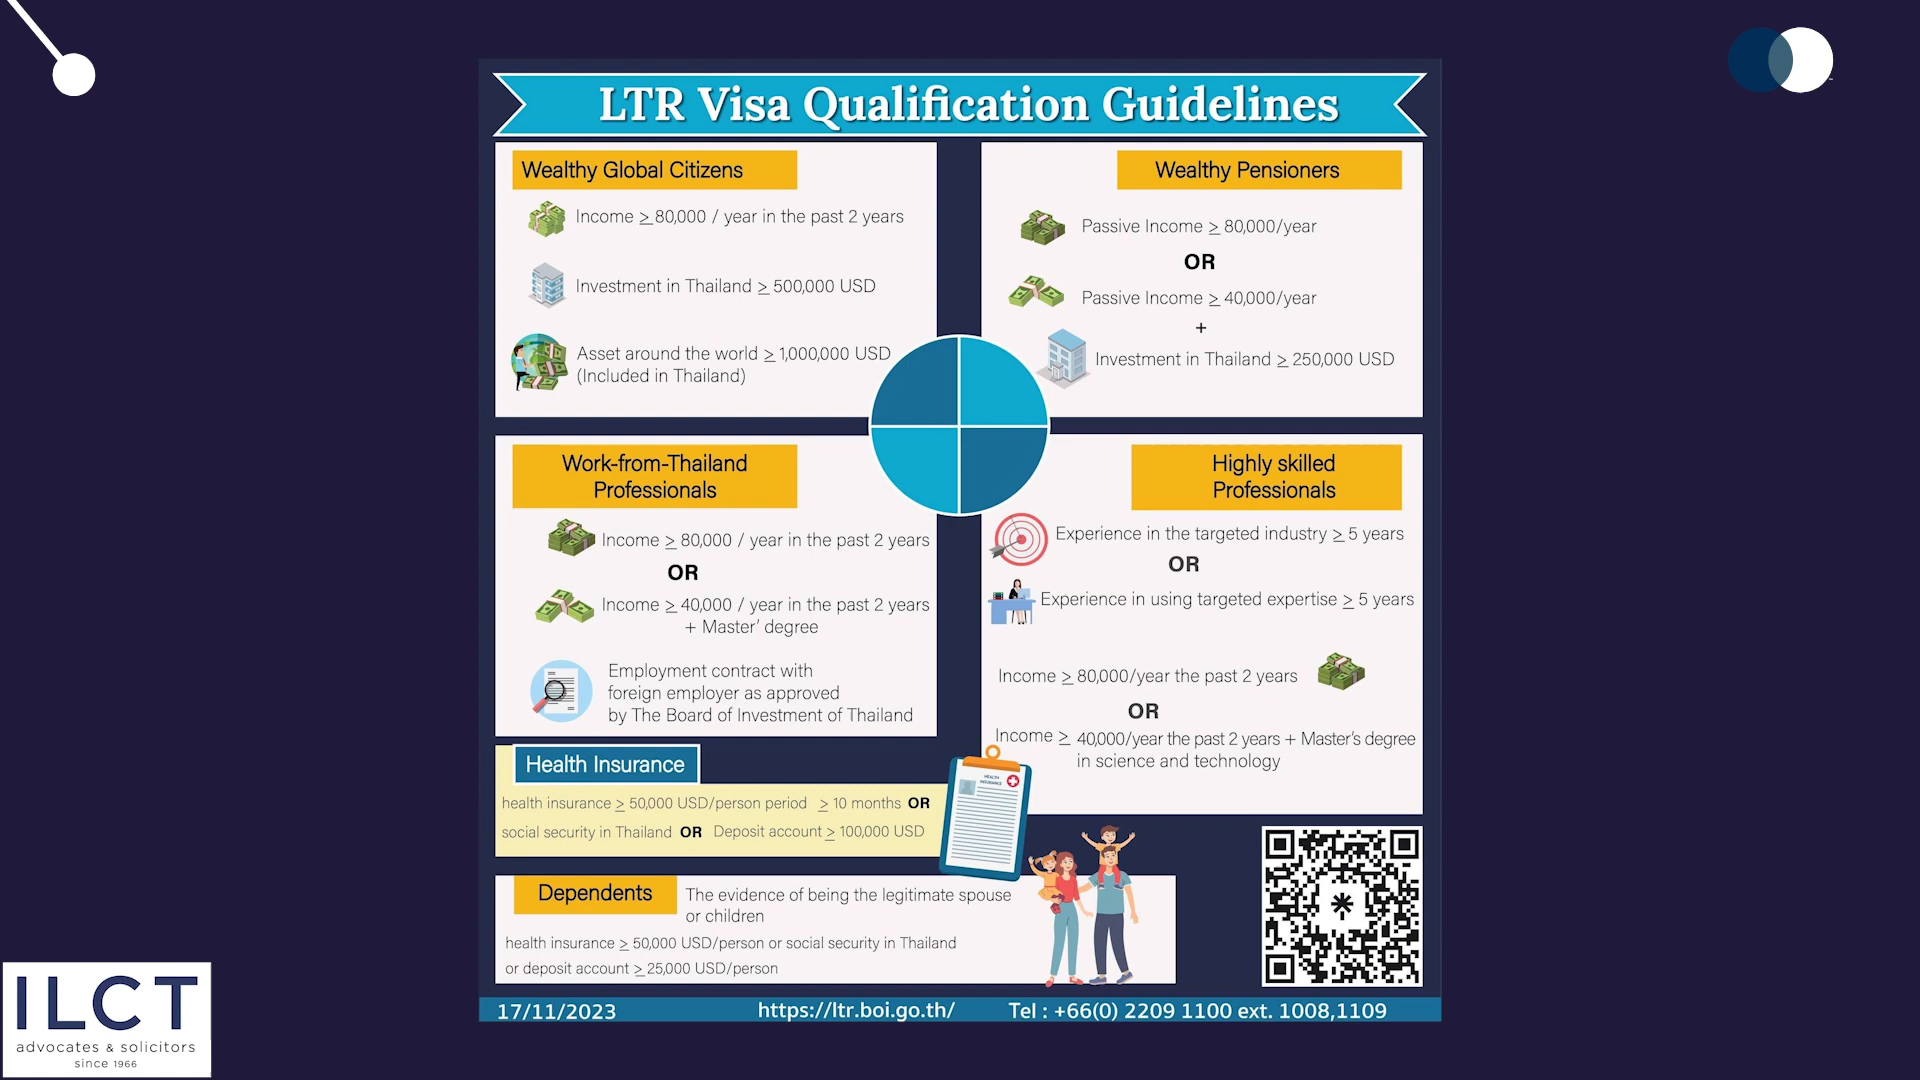 LTR Visa Qualification Guidelines
Wealthy Global Citizens
Income ≥ 80,000 / year in the past 2 years
Investment in Thailand ≥ 500,000 USD
Asset around the world ≥ 1,000,000 USD
(Included in Thailand)
Wealthy Pensioners
Passive Income ≥ 80,000/year
OR
Passive Income ≥ 40,000/year
+
Investment in Thailand ≥ 250,000 USD
Work-from-Thailand
Professionals
Income ≥ 80,000 / year in the past 2 years
OR
Income ≥ 40,000 / year in the past 2 years
+ Master' degree
Employment contract with
foreign employer as approved
by The Board of Investment of Thailand
Highly skilled
Professionals
Experience in the targeted industry ≥ 5 years
OR
Experience in using targeted expertise ≥ 5 years
Income ≥ 80,000/year the past 2 years
OR
Income ≥ 40,000/year the past 2 years + Master's degree
in science and technology
Health Insurance
health insurance ≥ 50,000 USD/person period ≥ 10 months OR
social security in Thailand OR Deposit account ≥ 100,000 USD
HEALTH
INSURANCE
Dependents
The evidence of being the legitimate spouse
or children
health insurance ≥ 50,000 USD/person or social security in Thailand
or deposit account ≥ 25,000 USD/person
17/11/2023 https://ltr.boi.go.th/ Tel : +66(0) 2209 1100 ext. 1008,1109
ILCT
advocates & solicitors
since 1966